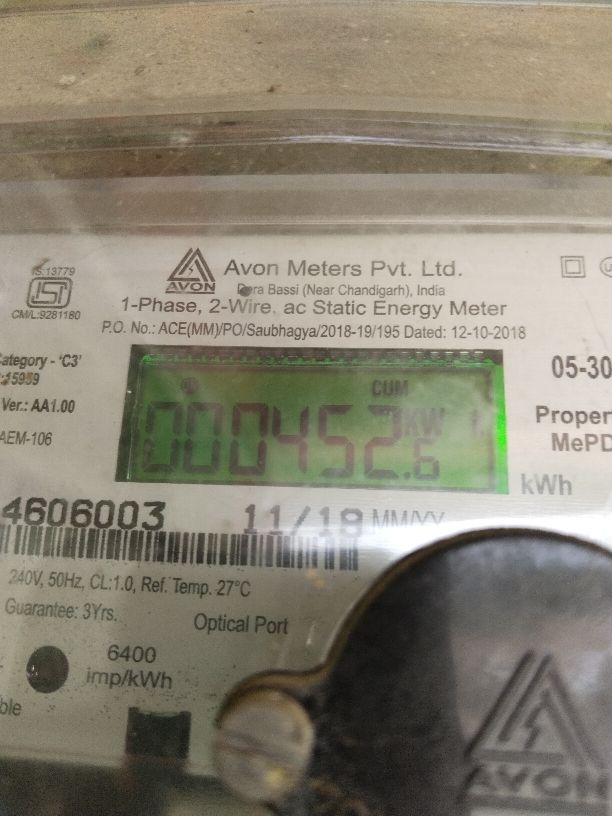 IS:13779
ISI
CM/L:9281180
AVON
Avon Meters Pvt. Ltd.
Dera Bassi (Near Chandigarh), India
1-Phase, 2-Wire, ac Static Energy Meter
P.O. No.: ACE(MM)/PO/Saubhagya/2018-19/195 Dated: 12-10-2018
ategory - 'C3'
:15959
Ver.: AA1.00
AEM-106
05-30
Proper
MePD
CUM
000452.6
KW
kWh
4606003
11/18 MM/YY
240V, 50Hz, CL:1.0, Ref. Temp. 27°C
Guarantee: 3Yrs.
Optical Port
6400
imp/kWh
ble
AVON